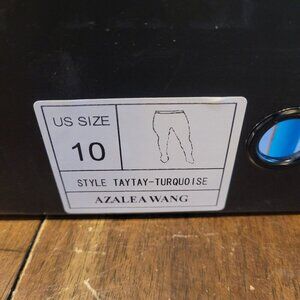 US SIZE
10
STYLE TAYTAY-TURQUOISE
AZALEA WANG